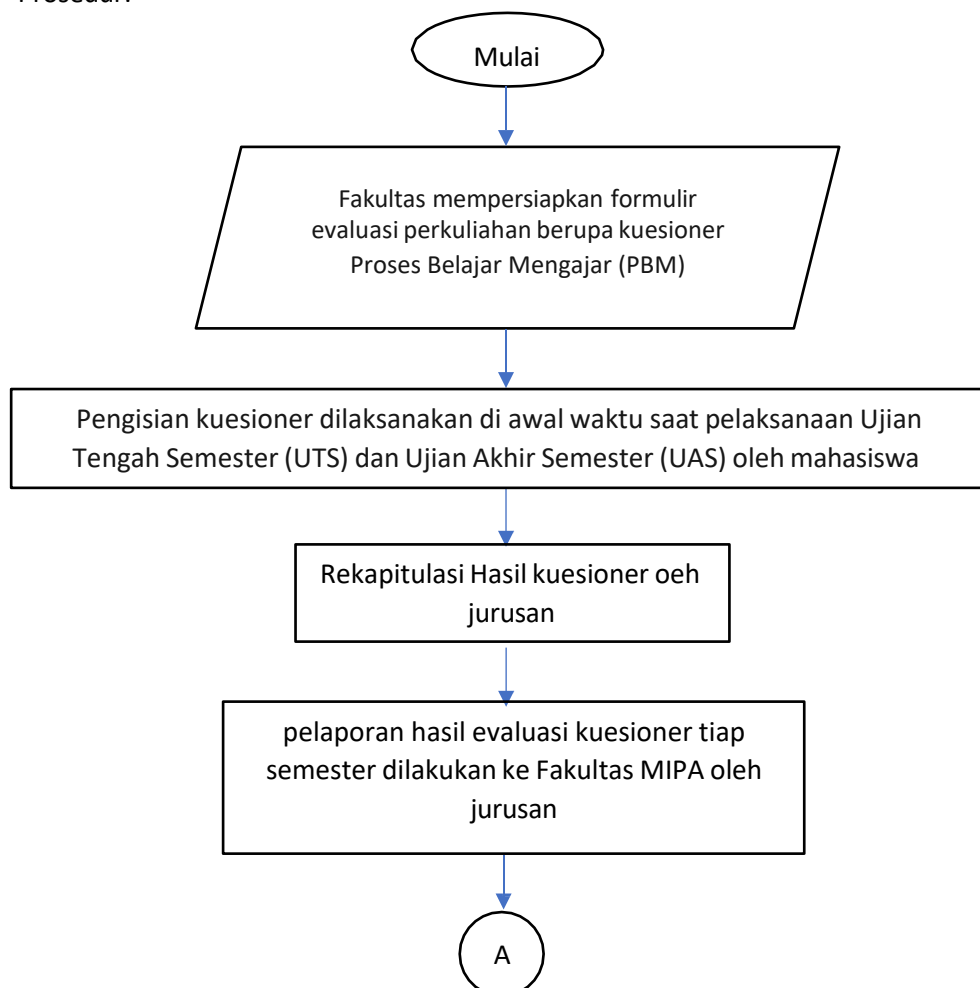 Prosedur:
Mulai
Fakultas mempersiapkan formulir
evaluasi perkuliahan berupa kuesioner
Proses Belajar Mengajar (PBM)
Pengisian kuesioner dilaksanakan di awal waktu saat pelaksanaan Ujian
Tengah Semester (UTS) dan Ujian Akhir Semester (UAS) oleh mahasiswa
Rekapitulasi Hasil kuesioner oeh
jurusan
pelaporan hasil evaluasi kuesioner tiap
semester dilakukan ke Fakultas MIPA oleh
jurusan
A